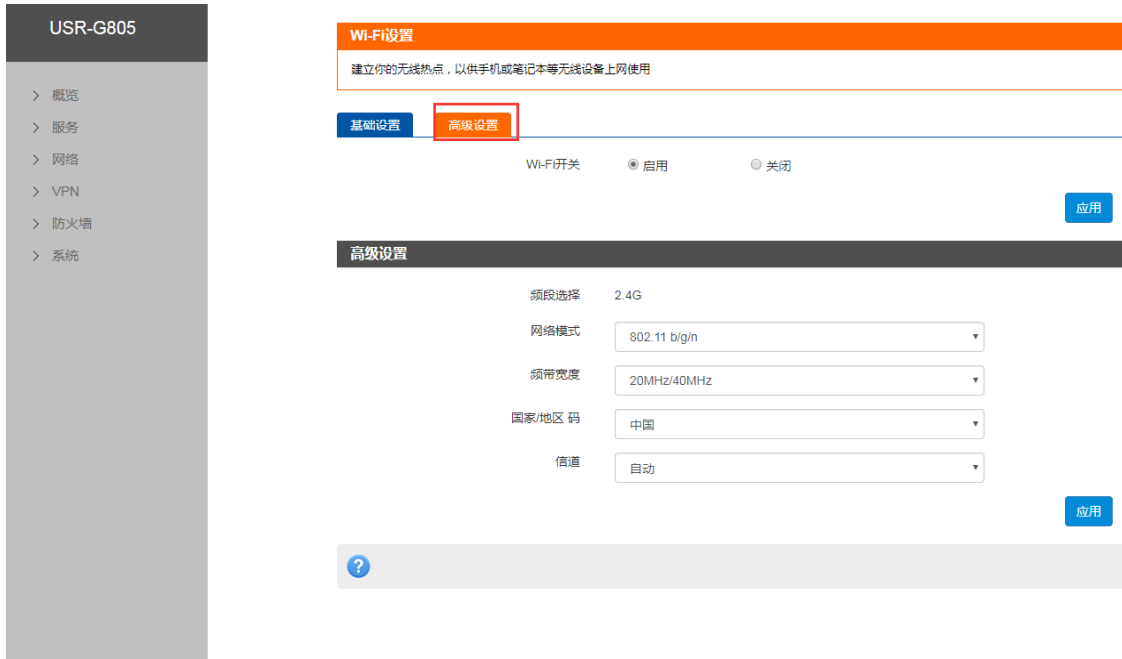 USR-G805
概览
服务
网络
VPN
防火墙
系统
Wi-Fi设置
建立你的无线热点，以供手机或笔记本等无线设备上网使用
基础设置 高级设置
Wi-Fi开关 启用 关闭
应用
高级设置
频段选择 2.4G
网络模式 802.11 b/g/n
频带宽度 20MHz/40MHz
国家/地区 码 中国
信道 自动
应用
?